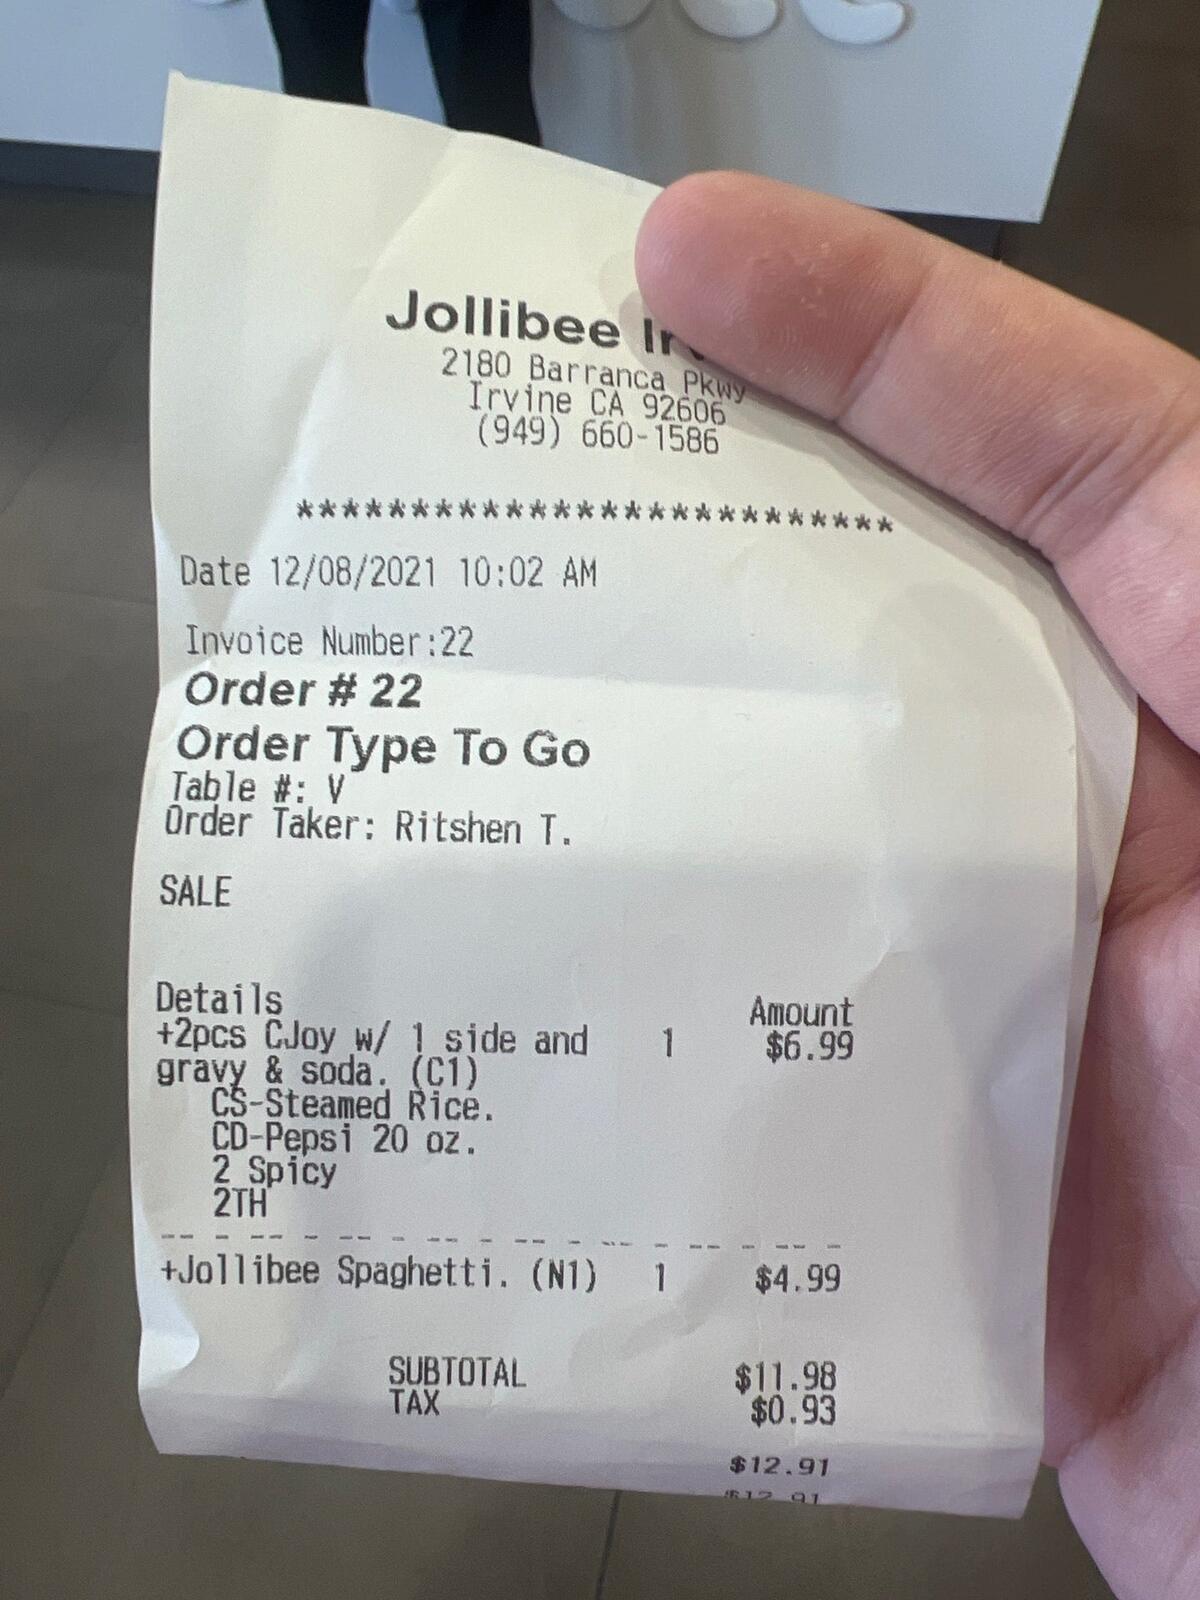 Jollibee
2180 Barranca Pkwy
Irvine CA 92606
(949) 660-1586
**************************
Date 12/08/2021 10:02 AM
Invoice Number:22
Order # 22
Order Type To Go
Table #: V
Order Taker: Ritshen T.
SALE
Details Amount
+2pcs CJoy w/ 1 side and 1 $6.99
gravy & soda. (C1)
CS-Steamed Rice.
CD-Pepsi 20 oz.
2 Spicy
2TH
+Jollibee Spaghetti. (N1) 1 $4.99
SUBTOTAL $11.98
TAX $0.93
$12.91
$12.91